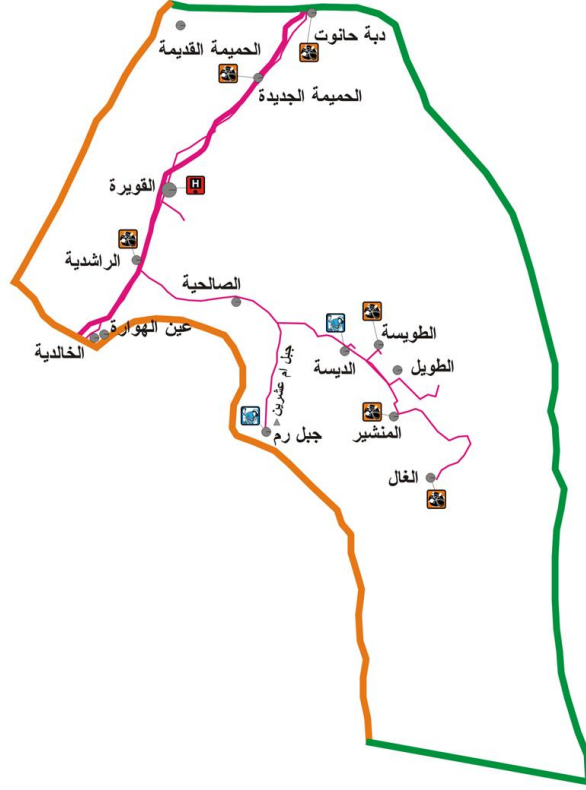 دبة حانوت
الحميمة القديمة
الحميمة الجديدة
القويرة
H
الراشدية
الصالحية
عين الهوارة
الخالدية
الطويسة
الديسة
الطويل
جبل ام عشرين
المنشير
جبل رم
الغال